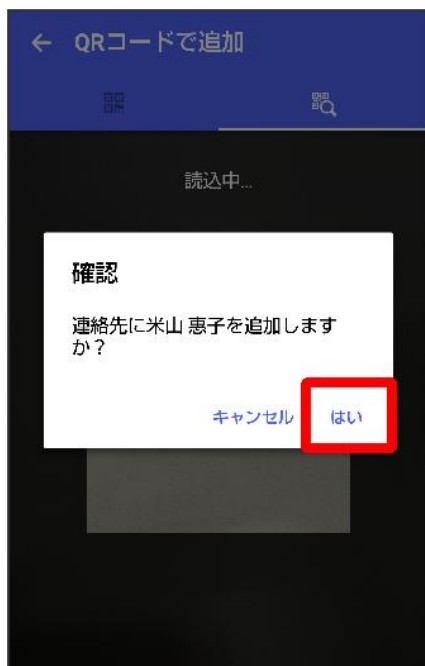 ← QRコードで追加
読込中...
確認
連絡先に米山 惠子を追加します
か？
キャンセル はい